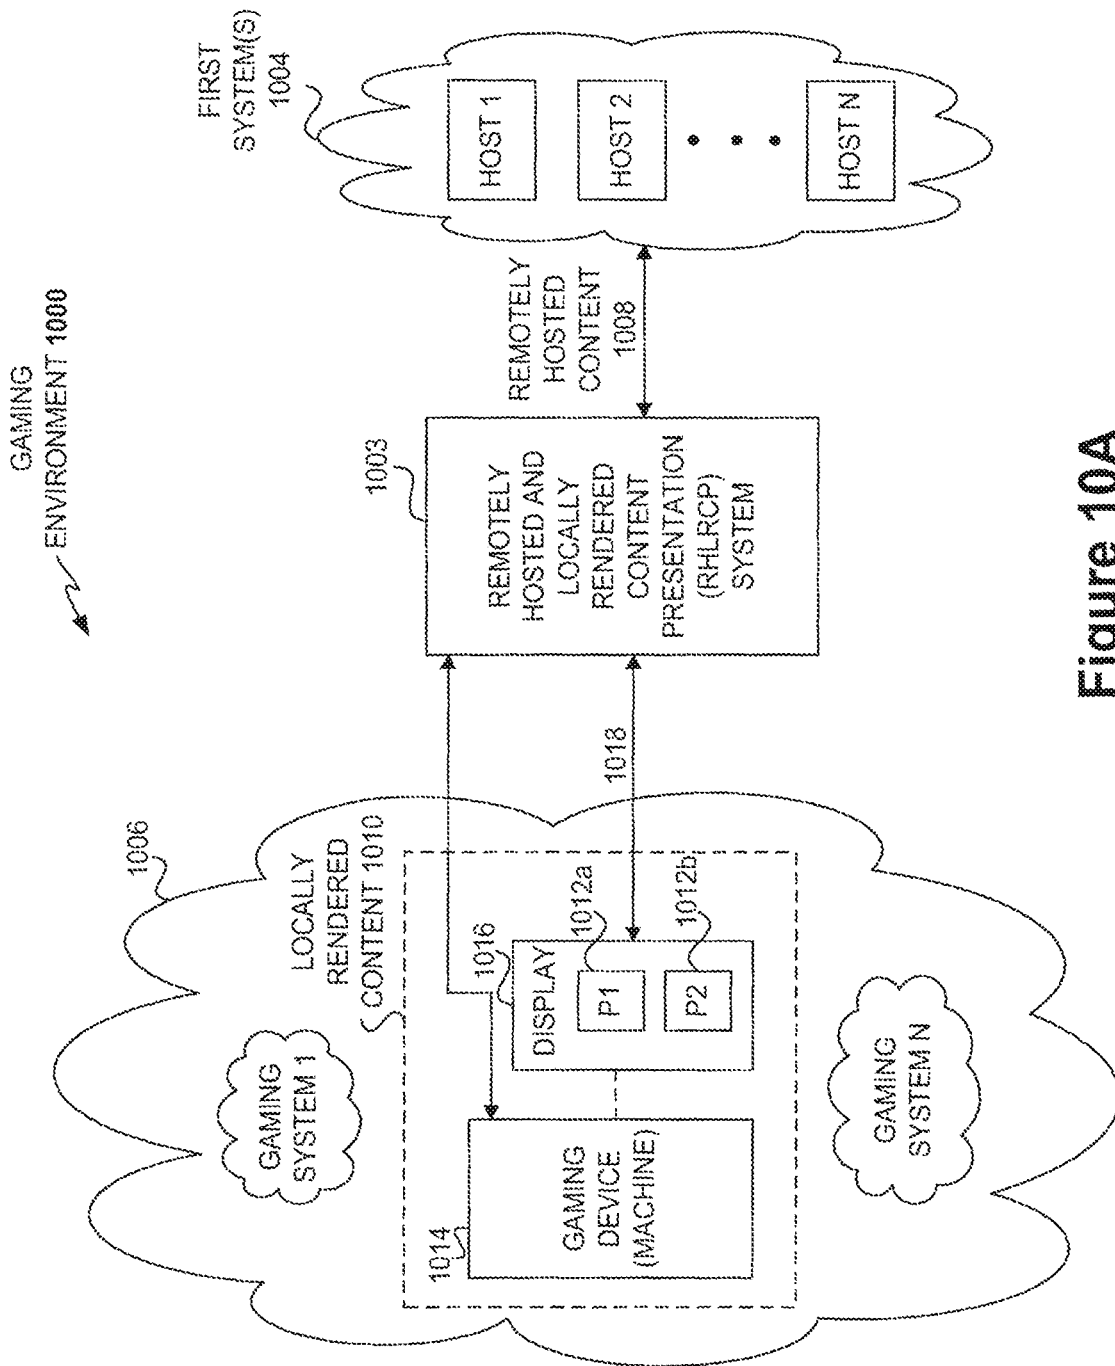 GAMING
ENVIRONMENT 1000
FIRST
SYSTEM(S)
1004
HOST 1
HOST 2
HOST N
REMOTELY
HOSTED
CONTENT
1008
1003
REMOTELY
HOSTED AND
LOCALLY
RENDERED
CONTENT
PRESENTATION
(RHLRCP)
SYSTEM
1018
1006
LOCALLY
RENDERED
CONTENT 1010
GAMING
SYSTEM 1
1016
DISPLAY
P1
1012a
P2
1012b
1014
GAMING
DEVICE
(MACHINE)
GAMING
SYSTEM N
Figure 10A